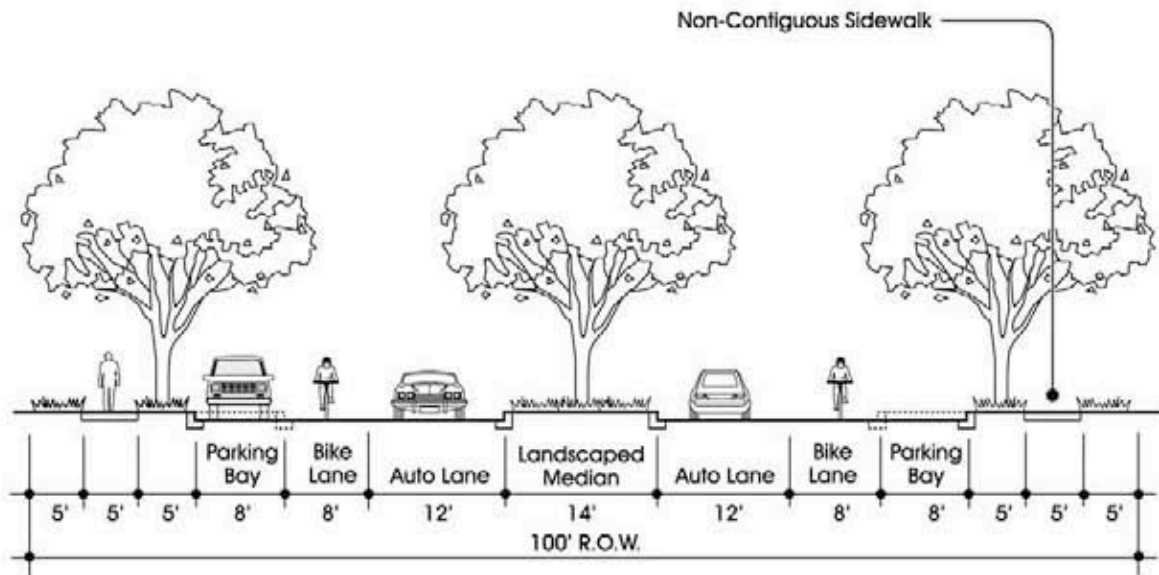 Non-Contiguous Sidewalk
Parking Bay
Bike Lane
Auto Lane
Landscaped Median
Auto Lane
Bike Lane
Parking Bay
5' 5' 5' 8' 8' 12' 14' 12' 8' 8' 5' 5' 5'
100' R.O.W.